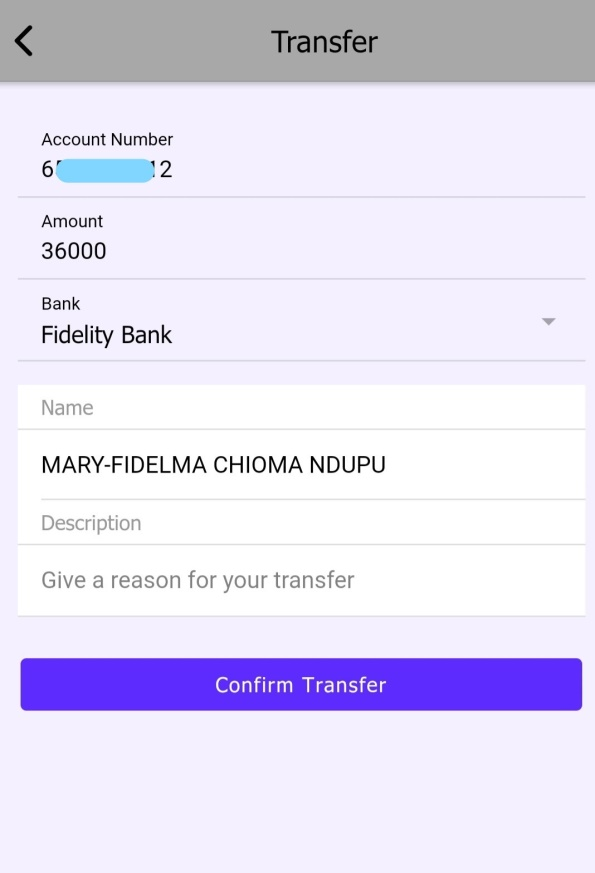 Transfer
Account Number
12
Amount
36000
Bank
Fidelity Bank
Name
MARY-FIDELMA CHIOMA NDUPU
Description
Give a reason for your transfer
Confirm Transfer